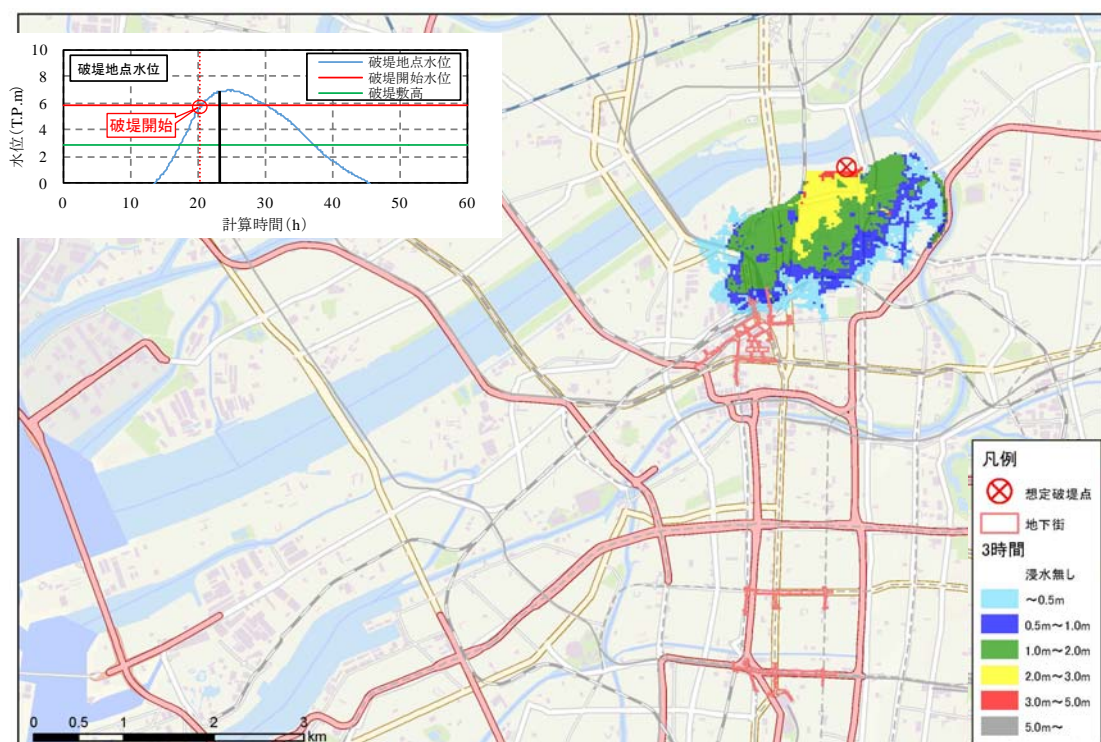 破堤地点水位
破堤地点水位
破堤開始水位
破堤敷高
破堤開始
水位(T.P.m)
10
8
6
4
2
0
0 10 20 30 40 50 60
計算時間(h)
凡例
想定破堤点
地下街
3時間
浸水無し
～0.5m
0.5m～1.0m
1.0m～2.0m
2.0m～3.0m
3.0m～5.0m
5.0m～
0 0.5 1 2 3
km